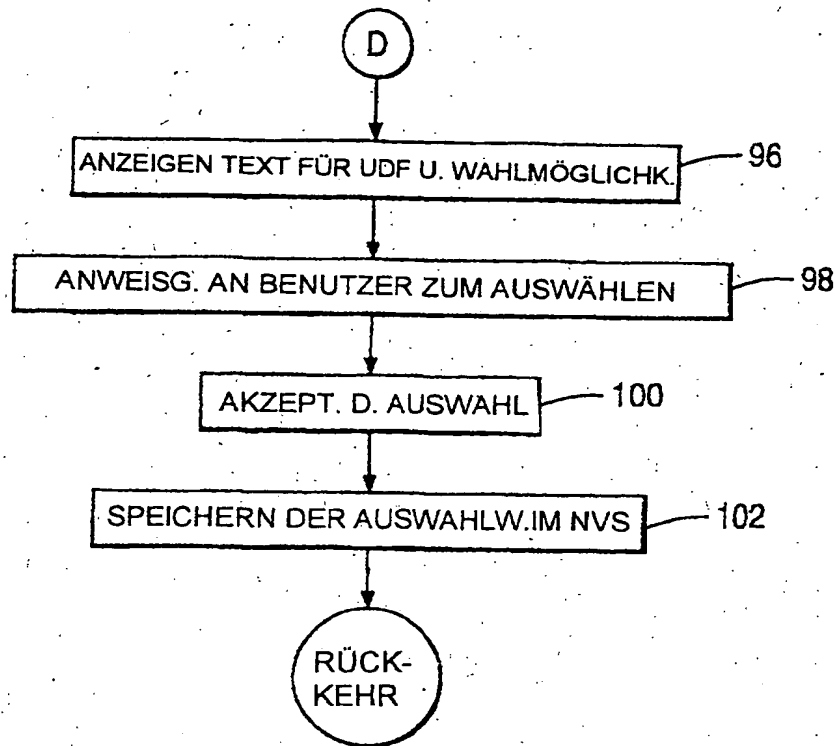 D
ANZEIGEN TEXT FÜR UDF U. WAHLMÖGLICHK.
96
ANWEISG. AN BENUTZER ZUM AUSWÄHLEN
98
AKZEPT. D. AUSWAHL
100
SPEICHERN DER AUSWAHLW.IM NVS
102
RÜCK-
KEHR